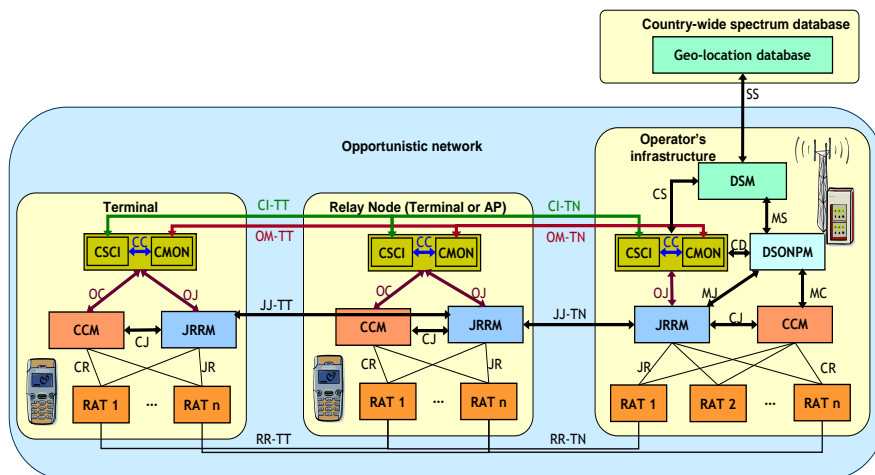 Country-wide spectrum database
Geo-location database
SS
Opportunistic network
Operator's
infrastructure
DSM
CS
MS
Terminal
CI-TT
Relay Node (Terminal or AP)
CI-TN
OM-TT
OM-TN
CSCI
CC
CMON
CSCI
CC
CMON
CSCI
CC
CMON
CD
DSONPM
OC
OJ
OC
OJ
OJ
MJ
MC
JJ-TT
JJ-TN
CCM
CJ
JRRM
CCM
CJ
JRRM
JRRM
CJ
CCM
CR
JR
CR
JR
JR
CR
RAT 1
...
RAT n
RAT 1
...
RAT n
RAT 1
RAT 2
...
RAT n
RR-TT
RR-TN